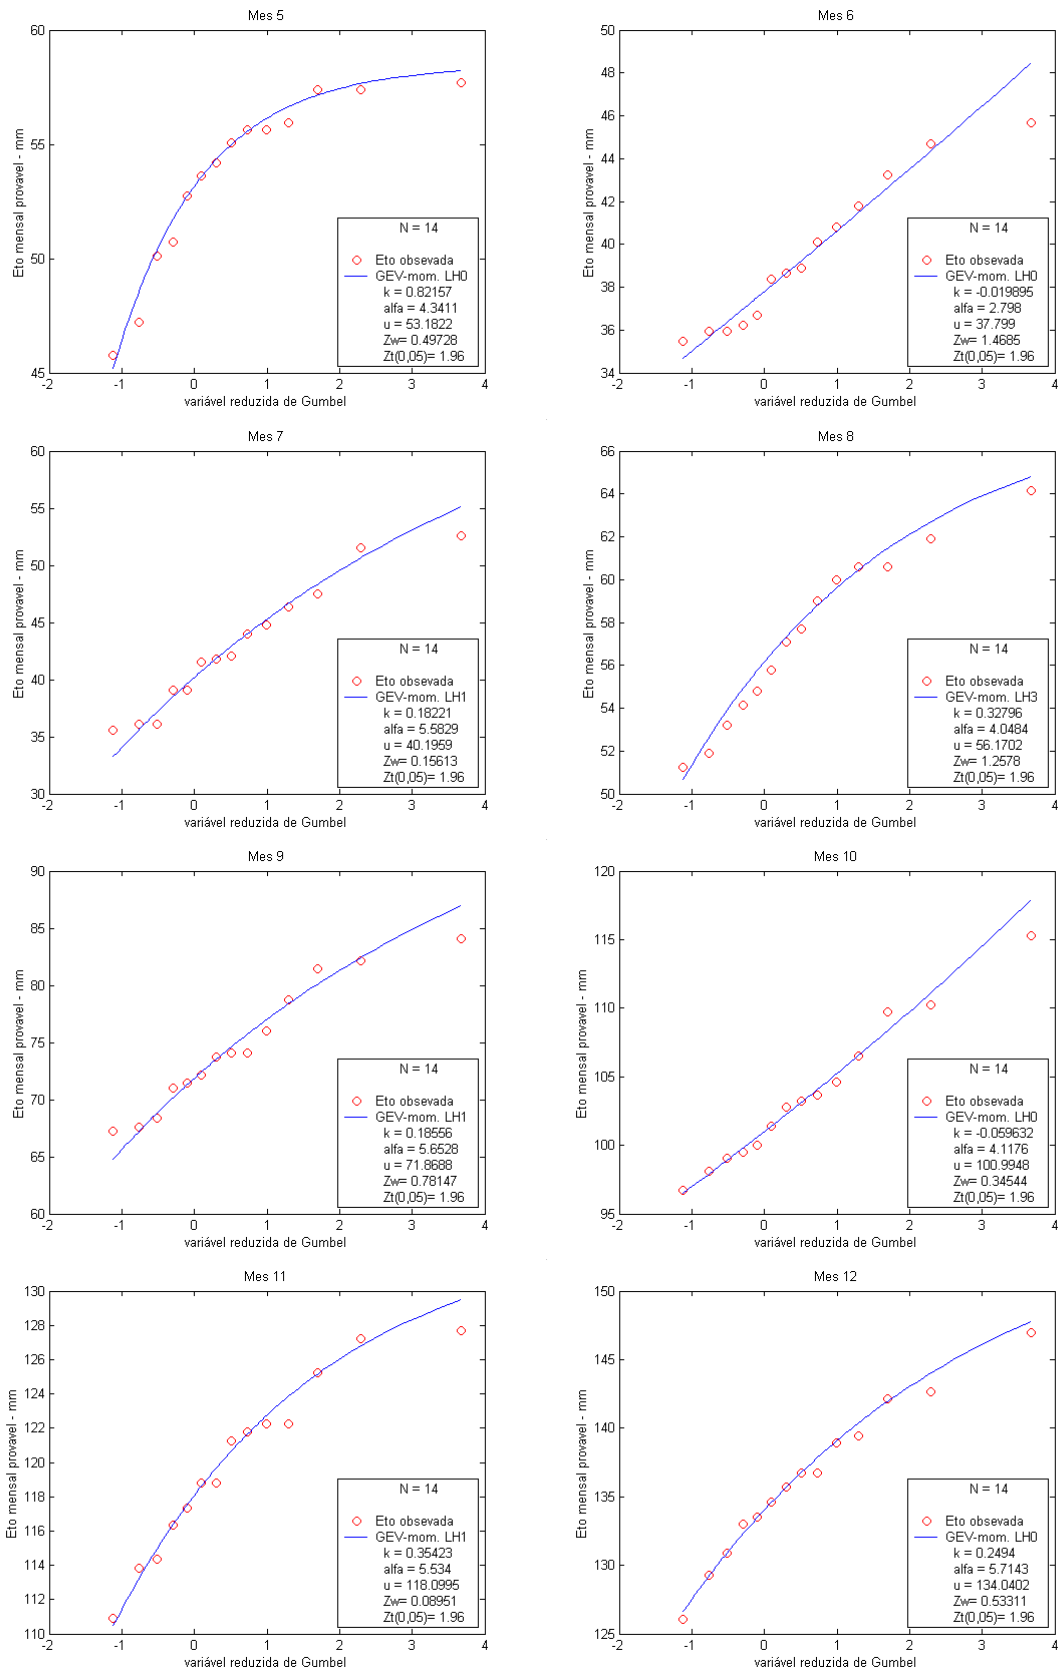 Mes 5
Eto mensal provavel - mm
60
55
50
45
-2 -1 0 1 2 3 4
variável reduzida de Gumbel
N = 14
Eto obsevada
GEV-mom. LH0
k = 0.82157
alfa = 4.3411
u = 53.1822
Zw= 0.49728
Zt(0,05)= 1.96
Mes 6
Eto mensal provavel - mm
50
48
46
44
42
40
38
36
34
-2 -1 0 1 2 3 4
variável reduzida de Gumbel
N = 14
Eto obsevada
GEV-mom. LH0
k = -0.019895
alfa = 2.798
u = 37.799
Zw= 1.4685
Zt(0,05)= 1.96
Mes 7
Eto mensal provavel - mm
60
55
50
45
40
35
30
-2 -1 0 1 2 3 4
variável reduzida de Gumbel
N = 14
Eto obsevada
GEV-mom. LH1
k = 0.18221
alfa = 5.5829
u = 40.1959
Zw= 0.15613
Zt(0,05)= 1.96
Mes 8
Eto mensal provavel - mm
66
64
62
60
58
56
54
52
50
-2 -1 0 1 2 3 4
variável reduzida de Gumbel
N = 14
Eto obsevada
GEV-mom. LH3
k = 0.32796
alfa = 4.0484
u = 56.1702
Zw= 1.2578
Zt(0,05)= 1.96
Mes 9
Eto mensal provavel - mm
90
85
80
75
70
65
60
-2 -1 0 1 2 3 4
variável reduzida de Gumbel
N = 14
Eto obsevada
GEV-mom. LH1
k = 0.18556
alfa = 5.6528
u = 71.8688
Zw= 0.78147
Zt(0,05)= 1.96
Mes 10
Eto mensal provavel - mm
120
115
110
105
100
95
-2 -1 0 1 2 3 4
variável reduzida de Gumbel
N = 14
Eto obsevada
GEV-mom. LH0
k = -0.059632
alfa = 4.1176
u = 100.9948
Zw= 0.34544
Zt(0,05)= 1.96
Mes 11
Eto mensal provavel - mm
130
128
126
124
122
120
118
116
114
112
110
-2 -1 0 1 2 3 4
variável reduzida de Gumbel
N = 14
Eto obsevada
GEV-mom. LH1
k = 0.35423
alfa = 5.534
u = 118.0995
Zw= 0.08951
Zt(0,05)= 1.96
Mes 12
Eto mensal provavel - mm
150
145
140
135
130
125
-2 -1 0 1 2 3 4
variável reduzida de Gumbel
N = 14
Eto obsevada
GEV-mom. LH0
k = 0.2494
alfa = 5.7143
u = 134.0402
Zw= 0.53311
Zt(0,05)= 1.96